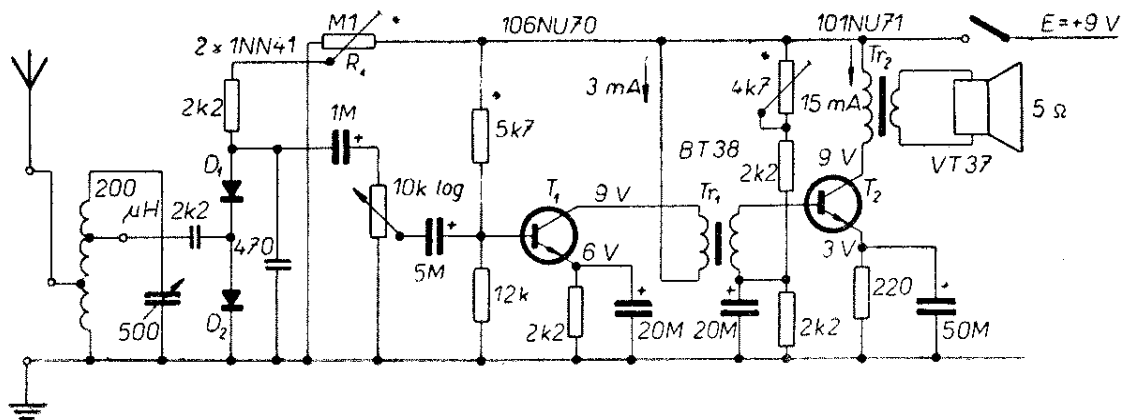 M1
106NU70
101NU71
E=+9 V
2 × 1NN41
R₁
Tr₂
2k2
3 mA
4k7
15 mA
5 Ω
1M
5k7
BT38
VT37
D₁
200
μH
10k log
T₁
9 V
2k2
9 V
T₂
2k2
Tr₁
470
6 V
3 V
5M
12k
220
500
D₂
2k2
20M
20M
2k2
50M